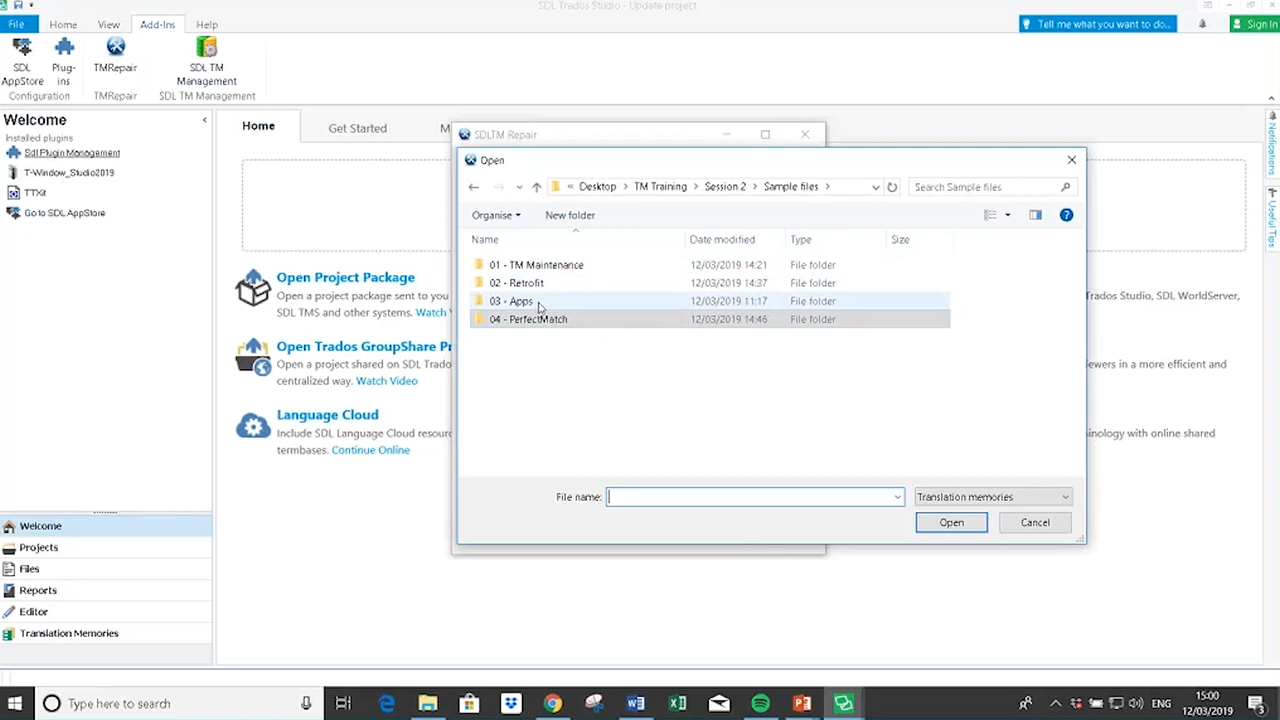 SDL Trados Studio - Update project
File Home View Add-Ins Help
Tell me what you want to do...
Sign In
SDL AppStore
Plug-ins
TMRepair
SDL TM Management
Configuration
TMRepair
SDL TM Management
Welcome
Installed plugins
Sdl Plugin Management
T-Window_Studio2019
TTXit
Go to SDL AppStore
Welcome
Projects
Files
Reports
Editor
Translation Memories
Home
Get Started
M
Open Project Package
Open a project package sent to you
Trados Studio, SDL WorldServer,
SDL TMS and other systems. Watch
Open Trados GroupShare Pr
Open a project shared on SDL Trado
viewers in a more efficient and
centralized way. Watch Video
Language Cloud
Include SDL Language Cloud resourc
minology with online shared
termbases. Continue Online
Notifications
Useful Tips
SDLTM Repair
Open
« Desktop > TM Training > Session 2 > Sample files >
Search Sample files
Organise
New folder
Name Date modified Type Size
01 - TM Maintenance 12/03/2019 14:21 File folder
02 - Retrofit 12/03/2019 14:37 File folder
03 - Apps 12/03/2019 11:17 File folder
04 - PerfectMatch 12/03/2019 14:46 File folder
File name:
Translation memories
Open
Cancel
Type here to search
ENG
15:00
12/03/2019
3